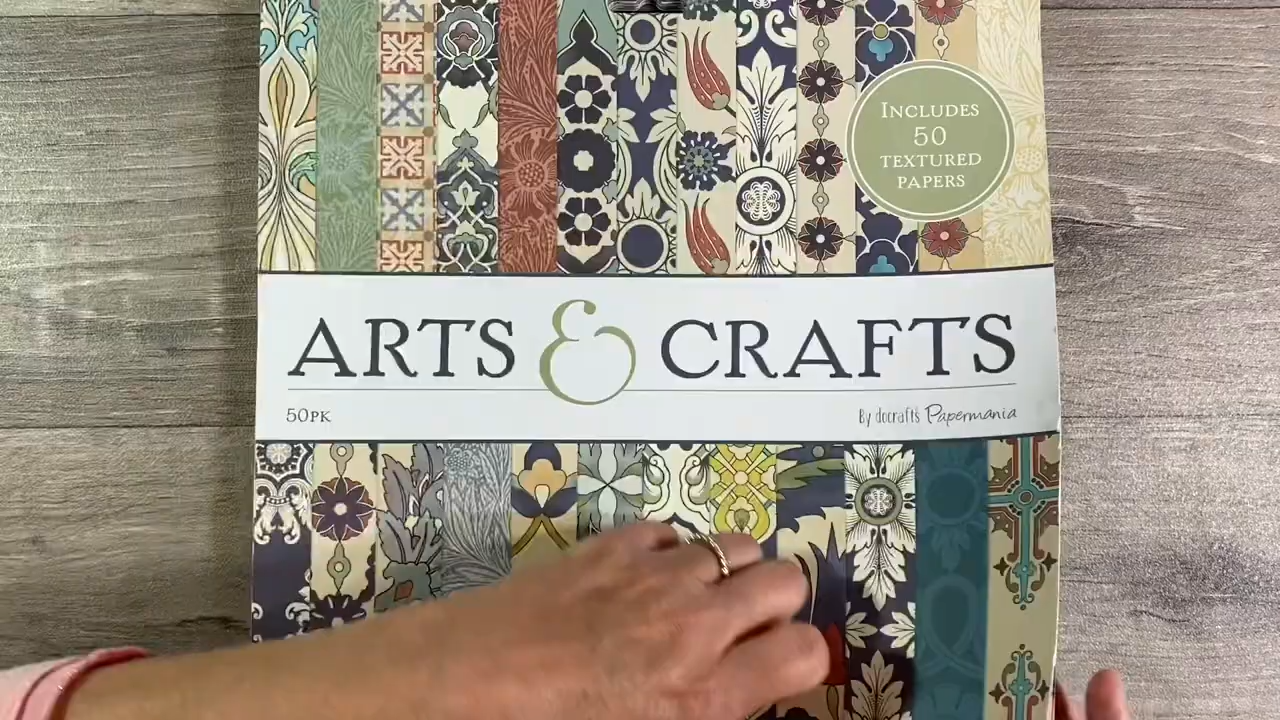 INCLUDES
50
TEXTURED
PAPERS
ARTS & CRAFTS
50PK
By docrafts Papermania